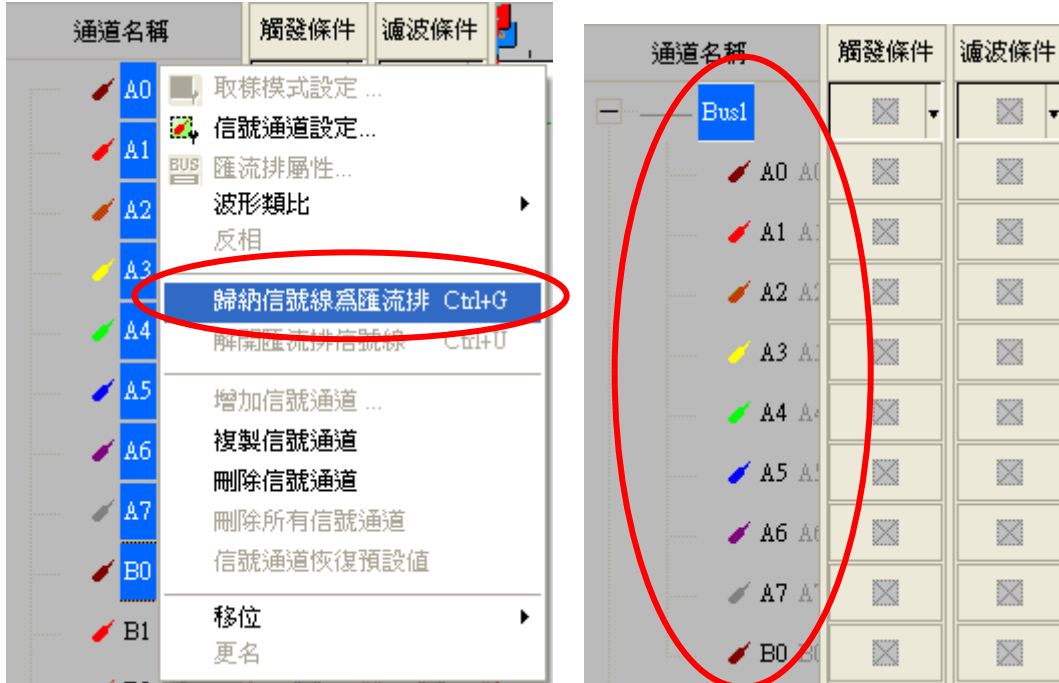 通道名稱 觸發條件 濾波條件
A0
A1
A2
A3
A4
A5
A6
A7
B0
B1
取樣模式設定 ...
信號通道設定...
BUS 匯流排屬性...
波形類比
反相
歸納信號線爲匯流排 Ctrl+G
解開匯流排信號線 Ctrl+U
增加信號通道 ...
複製信號通道
刪除信號通道
刪除所有信號通道
信號通道恢復預設值
移位
更名
通道名稱 觸發條件 濾波條件
Bus1
A0 A0
A1 A
A2 A2
A3 A
A4 A4
A5 A
A6 A6
A7 A
B0 B0